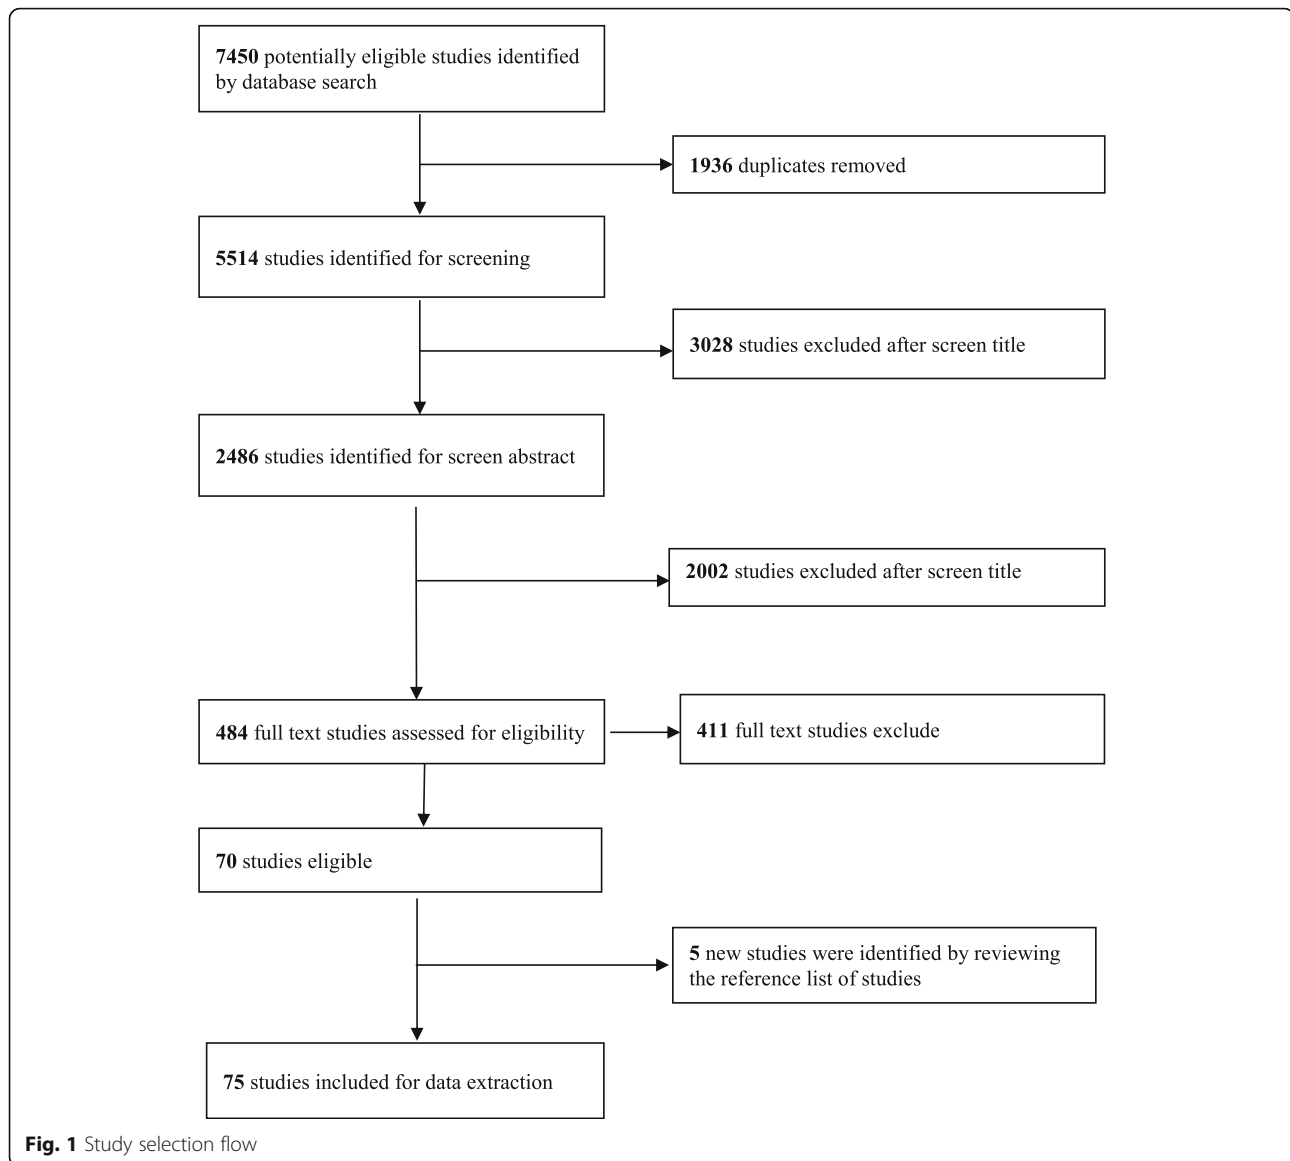 7450 potentially eligible studies identified
by database search
1936 duplicates removed
5514 studies identified for screening
3028 studies excluded after screen title
2486 studies identified for screen abstract
2002 studies excluded after screen title
484 full text studies assessed for eligibility
411 full text studies exclude
70 studies eligible
5 new studies were identified by reviewing
the reference list of studies
75 studies included for data extraction
Fig. 1 Study selection flow